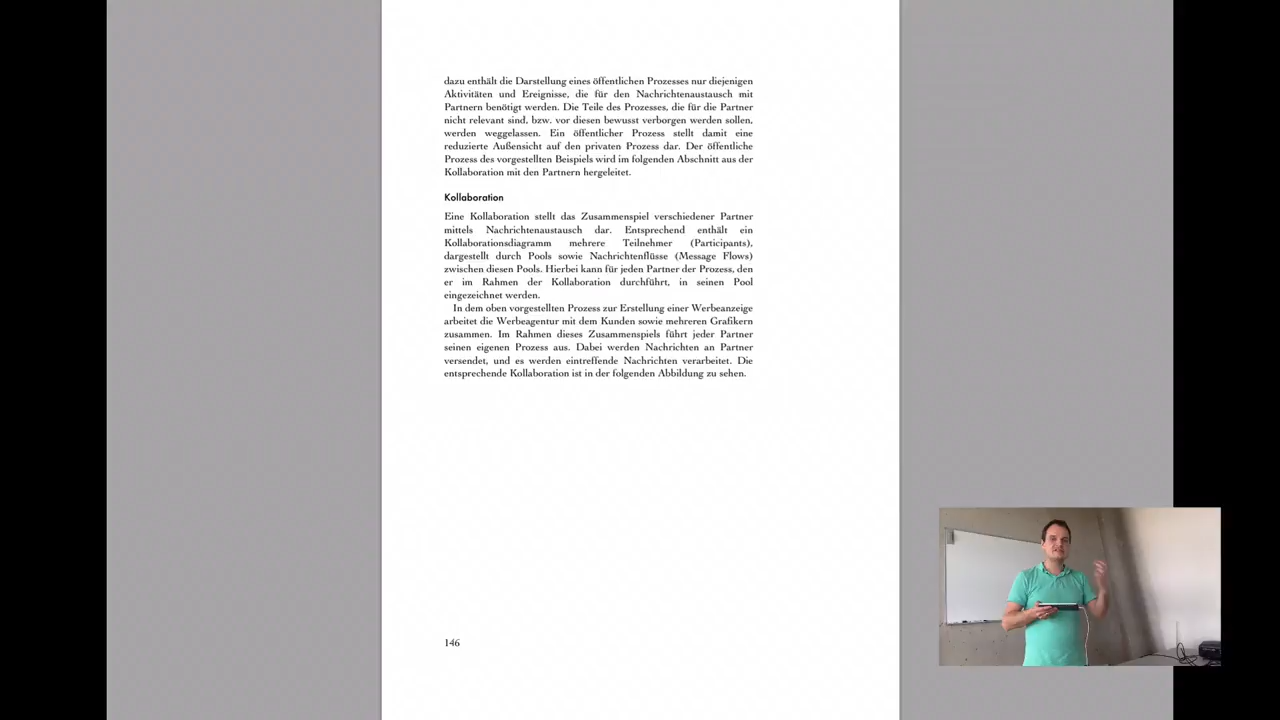 dazu enthält die Darstellung eines öffentlichen Prozesses nur diejenigen
Aktivitäten und Ereignisse, die für den Nachrichtenaustausch mit
Partnern benötigt werden. Die Teile des Prozesses, die für die Partner
nicht relevant sind, bzw. vor diesen bewusst verborgen werden sollen,
werden weggelassen. Ein öffentlicher Prozess stellt damit eine
reduzierte Außensicht auf den privaten Prozess dar. Der öffentliche
Prozess des vorgestellten Beispiels wird im folgenden Abschnitt aus der
Kollaboration mit den Partnern hergeleitet.
Kollaboration
Eine Kollaboration stellt das Zusammenspiel verschiedener Partner
mittels Nachrichtenaustausch dar. Entsprechend enthält ein
Kollaborationsdiagramm mehrere Teilnehmer (Participants),
dargestellt durch Pools sowie Nachrichtenflüsse (Message Flows)
zwischen diesen Pools. Hierbei kann für jeden Partner der Prozess, den
er im Rahmen der Kollaboration durchführt, in seinen Pool
eingezeichnet werden.
In dem oben vorgestellten Prozess zur Erstellung einer Werbeanzeige
arbeitet die Werbeagentur mit dem Kunden sowie mehreren Grafikern
zusammen. Im Rahmen dieses Zusammenspiels führt jeder Partner
seinen eigenen Prozess aus. Dabei werden Nachrichten an Partner
versendet, und es werden eintreffende Nachrichten verarbeitet. Die
entsprechende Kollaboration ist in der folgenden Abbildung zu sehen.
146